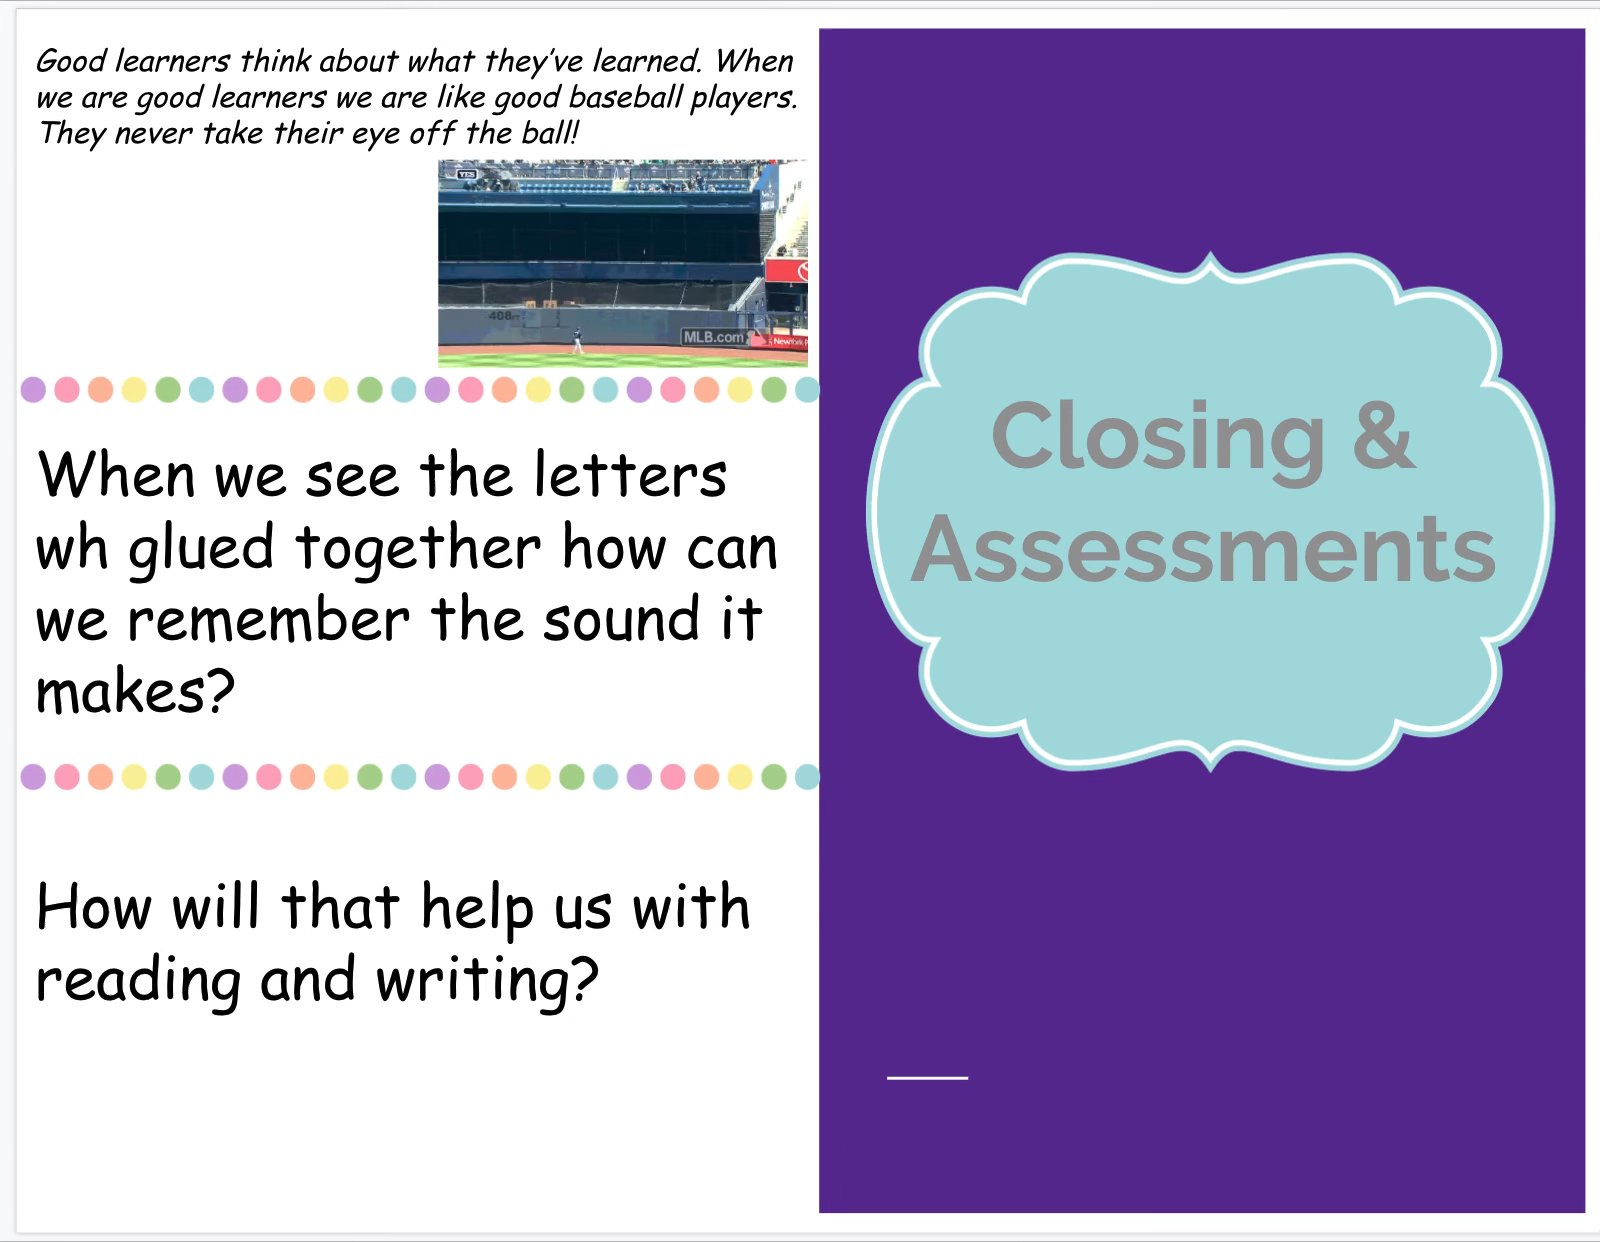 Good learners think about what they've learned. When
we are good learners we are like good baseball players.
They never take their eye off the ball!
YES
408FT
MLB.com
When we see the letters
wh glued together how can
we remember the sound it
makes?
How will that help us with
reading and writing?
Closing &
Assessments